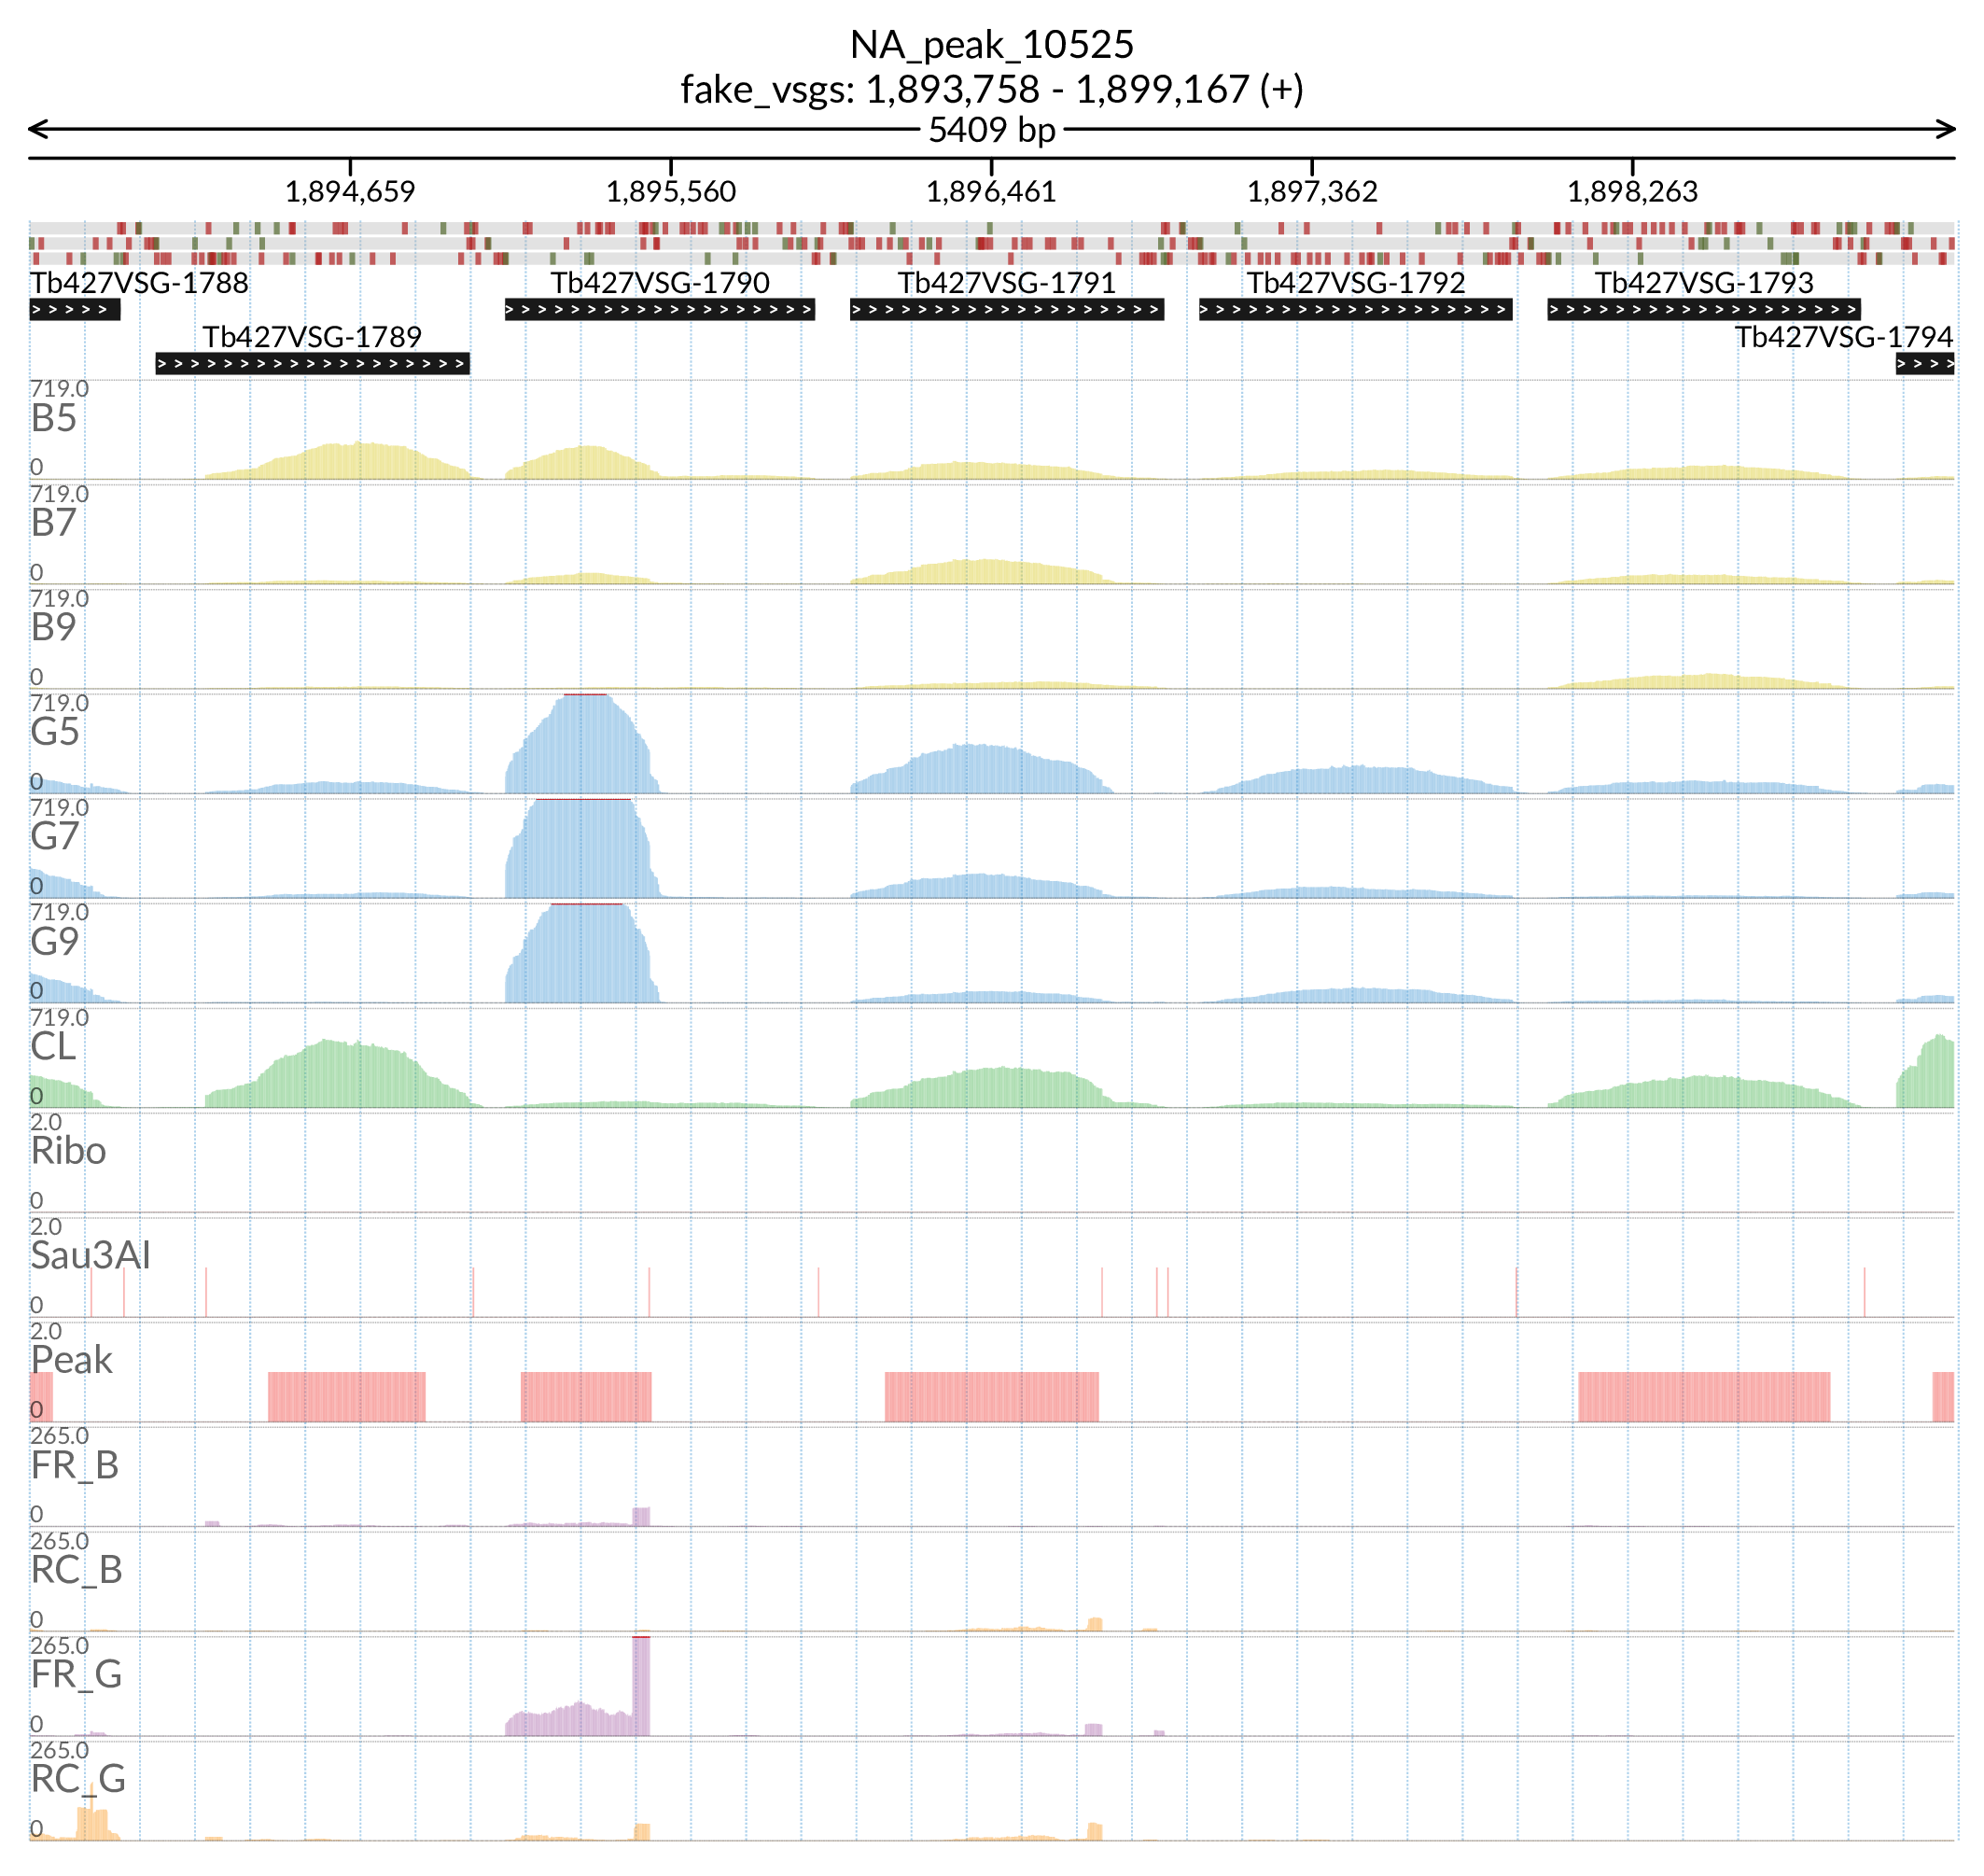 NA_peak_10525
fake_vsgs: 1,893,758 - 1,899,167 (+)
5409 bp
1,894,659 1,895,560 1,896,461 1,897,362 1,898,263
Tb427VSG-1788 Tb427VSG-1790 Tb427VSG-1791 Tb427VSG-1792 Tb427VSG-1793
Tb427VSG-1789 Tb427VSG-1794
719.0
B5
0
719.0
B7
0
719.0
B9
0
719.0
G5
0
719.0
G7
0
719.0
G9
0
719.0
CL
0
2.0
Ribo
0
2.0
Sau3AI
0
2.0
Peak
0
265.0
FR_B
0
265.0
RC_B
0
265.0
FR_G
0
265.0
RC_G
0